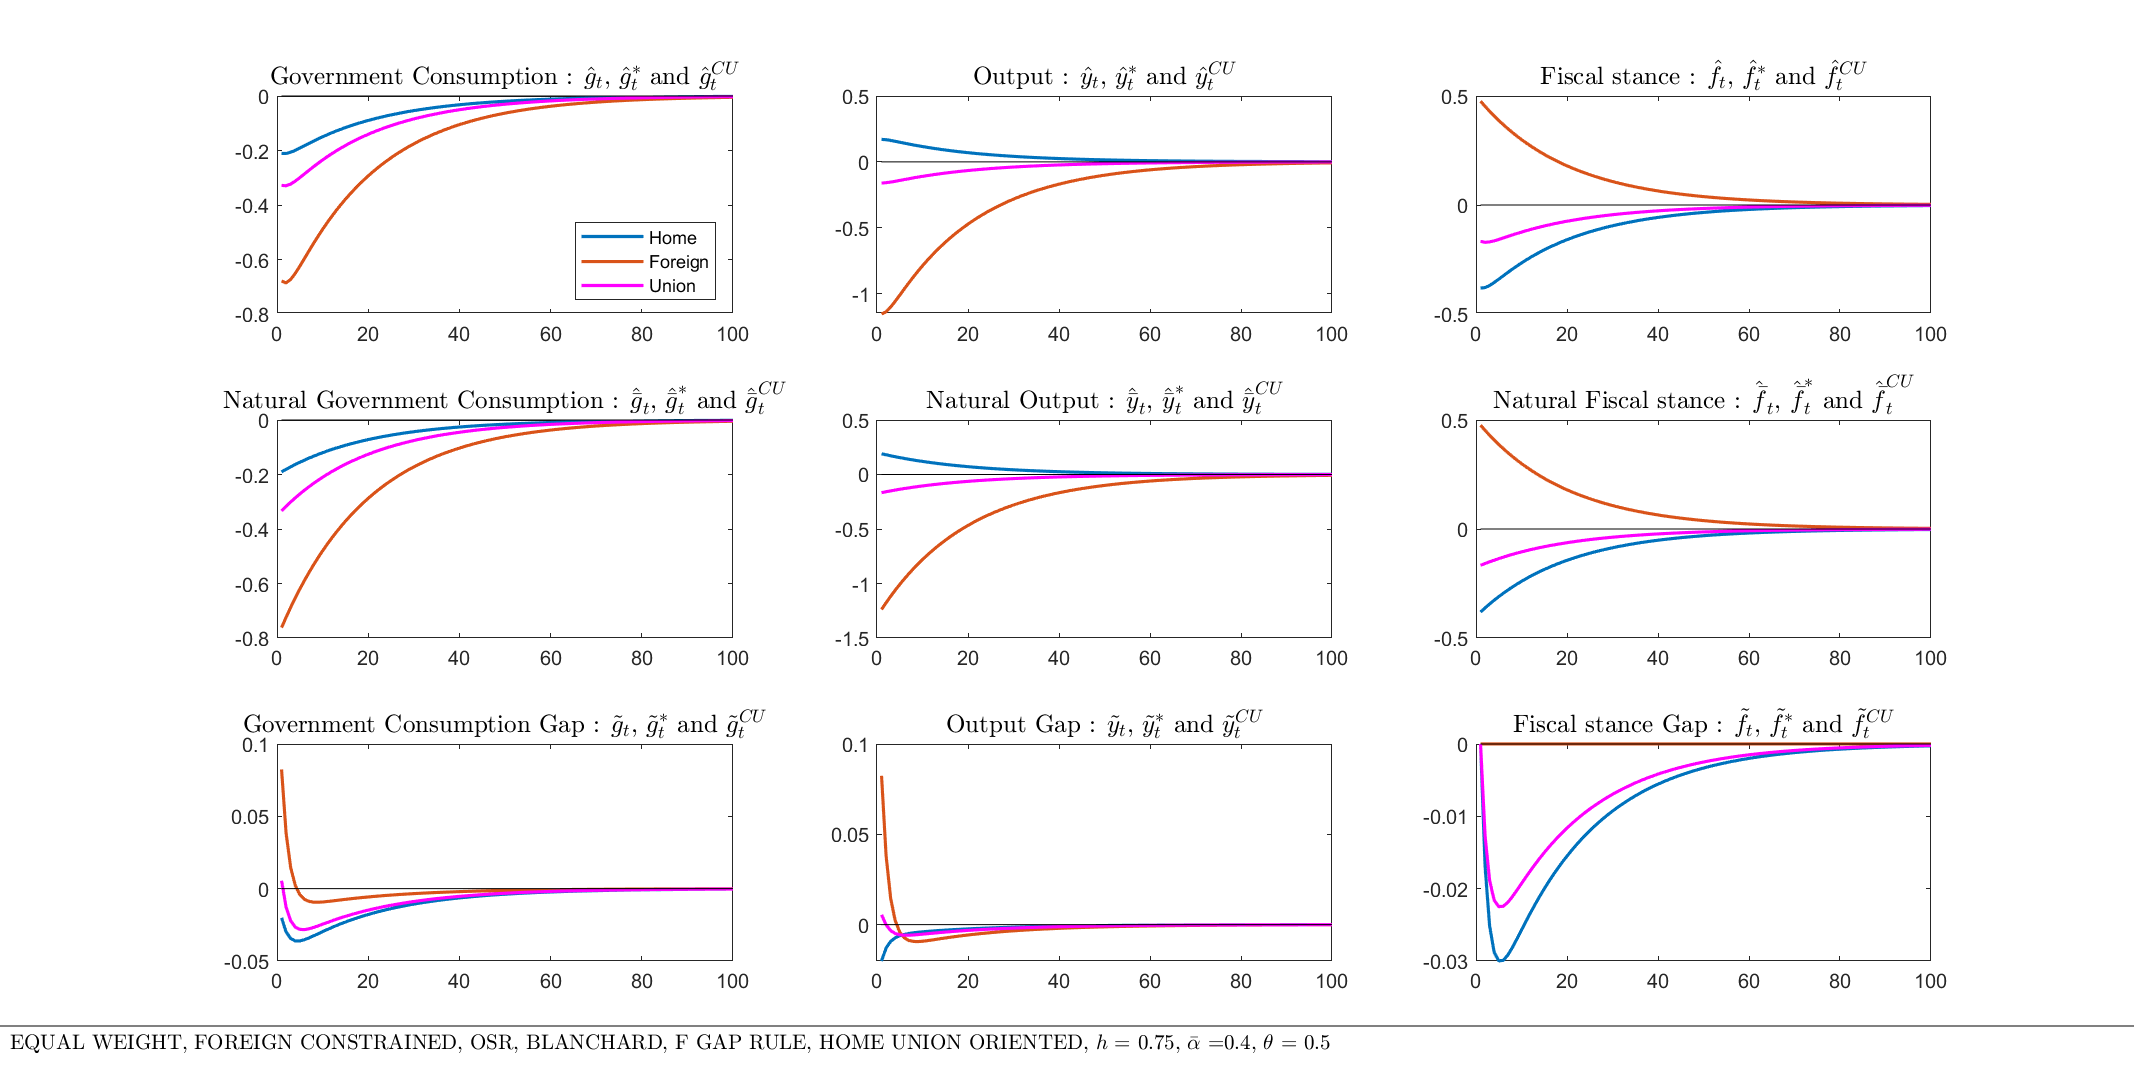 Government Consumption : ĝₜ, ĝₜ* and ĝₜᶜᵁ
0
-0.2
-0.4
-0.6
-0.8
0 20 40 60 80 100
Home
Foreign
Union
Output : ŷₜ, ŷₜ* and ŷₜᶜᵁ
0.5
0
-0.5
-1
0 20 40 60 80 100
Fiscal stance : f̂ₜ, f̂ₜ* and f̂ₜᶜᵁ
0.5
0
-0.5
0 20 40 60 80 100
Natural Government Consumption : ḡ̂ₜ, ḡ̂ₜ* and ḡ̂ₜᶜᵁ
0
-0.2
-0.4
-0.6
-0.8
0 20 40 60 80 100
Natural Output : ȳ̂ₜ, ȳ̂ₜ* and ȳ̂ₜᶜᵁ
0.5
0
-0.5
-1
-1.5
0 20 40 60 80 100
Natural Fiscal stance : f̄̂ₜ, f̄̂ₜ* and f̄̂ₜᶜᵁ
0.5
0
-0.5
0 20 40 60 80 100
Government Consumption Gap : g̃ₜ, g̃ₜ* and g̃ₜᶜᵁ
0.1
0.05
0
-0.05
0 20 40 60 80 100
Output Gap : ỹₜ, ỹₜ* and ỹₜᶜᵁ
0.1
0.05
0
0 20 40 60 80 100
Fiscal stance Gap : f̃ₜ, f̃ₜ* and f̃ₜᶜᵁ
0
-0.01
-0.02
-0.03
0 20 40 60 80 100
EQUAL WEIGHT, FOREIGN CONSTRAINED, OSR, BLANCHARD, F GAP RULE, HOME UNION ORIENTED, h = 0.75, ᾱ =0.4, θ = 0.5